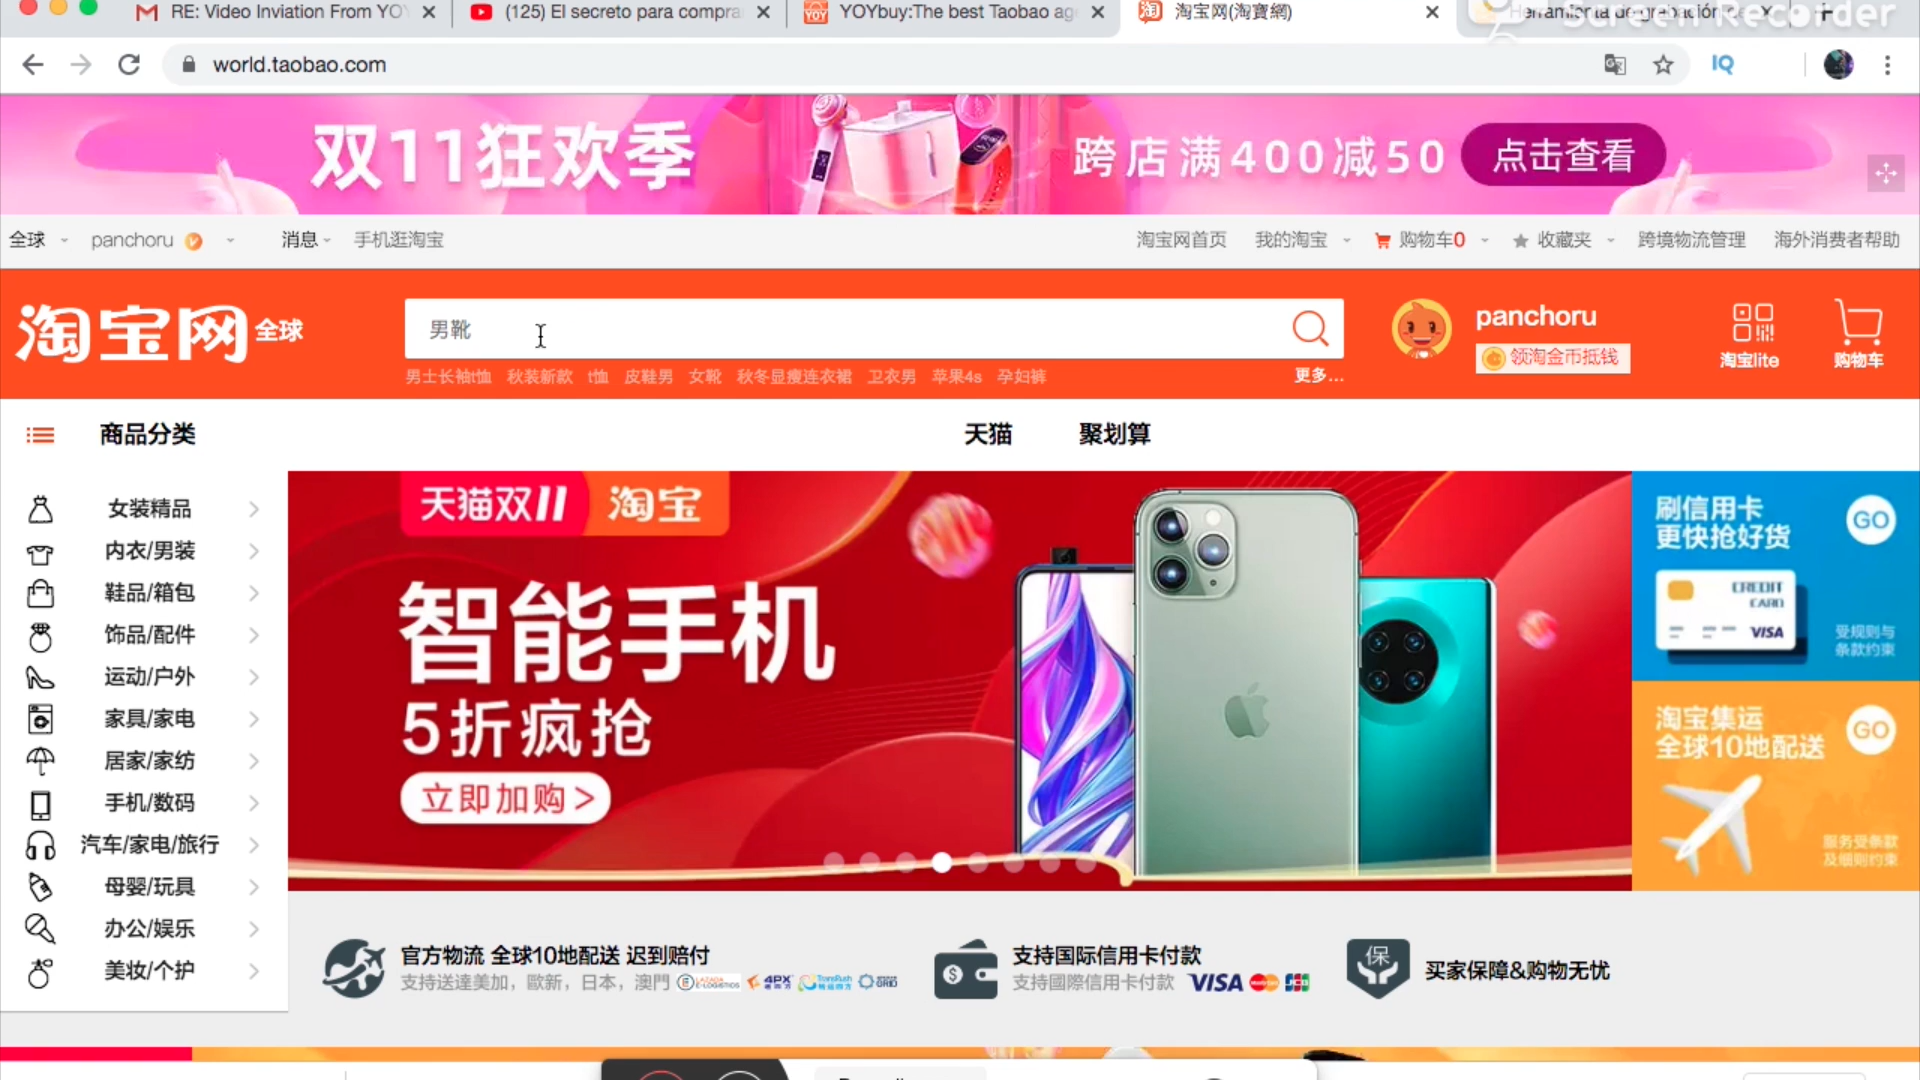 RE: Video Inviation From YOY
(125) El secreto para compra
YOYbuy:The best Taobao ag
淘宝网(淘寶網)
Herramienta de grabación de
Screen Recorder
world.taobao.com
IQ
双11狂欢季
跨店满400减50
点击查看
全球
panchoru
消息
手机逛淘宝
淘宝网首页
我的淘宝
购物车0
收藏夹
跨境物流管理
海外消费者帮助
淘宝网全球
男靴
panchoru
领淘金币抵钱
淘宝lite
购物车
男士长袖t恤 秋装新款 t恤 皮鞋男 女靴 秋冬显瘦连衣裙 卫衣男 苹果4s 孕妇裤
更多...
商品分类
天猫
聚划算
女装精品
内衣/男装
鞋品/箱包
饰品/配件
运动/户外
家具/家电
居家/家纺
手机/数码
汽车/家电/旅行
母婴/玩具
办公/娱乐
美妆/个护
天猫双11 淘宝
智能手机
5折疯抢
立即加购>
刷信用卡
更快抢好货
GO
CREDIT
CARD
VISA
受规则与
条款约束
淘宝集运
全球10地配送
GO
服务受条款
及细则约束
官方物流 全球10地配送 迟到赔付
支持送達美加，歐新，日本，澳門
4PX
支持国际信用卡付款
支持國際信用卡付款 VISA
JCB
保
买家保障&购物无忧